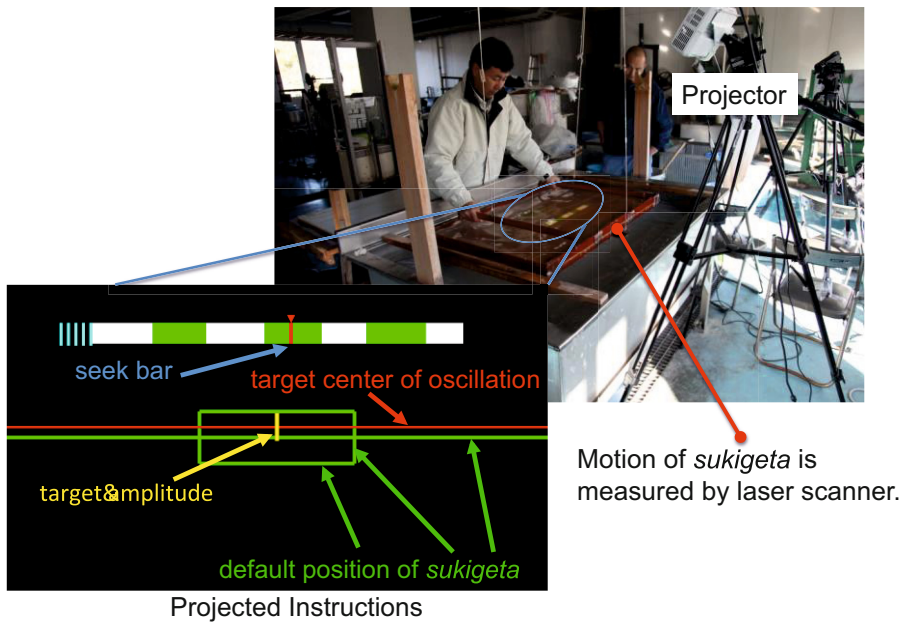 Projector
seek bar
target center of oscillation
target&amplitude
Motion of sukigeta is
measured by laser scanner.
default position of sukigeta
Projected Instructions